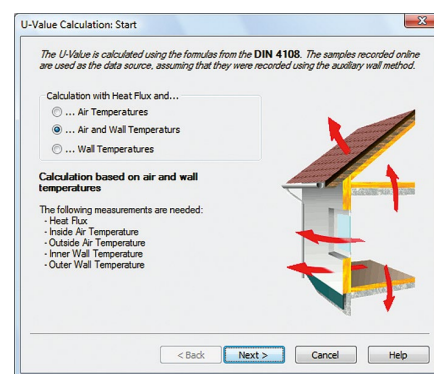 U-Value Calculation: Start
The U-Value is calculated using the formulas from the DIN 4108. The samples recorded online
are used as the data source, assuming that they were recorded using the auxiliary wall method.
Calculation with Heat Flux and...
... Air Temperatures
... Air and Wall Temperaturs
... Wall Temperatures
Calculation based on air and wall
temperatures
The following measurements are needed:
- Heat Flux
- Inside Air Temperature
- Outside Air Temperature
- Inner Wall Temperature
- Outer Wall Temperature
< Back
Next >
Cancel
Help